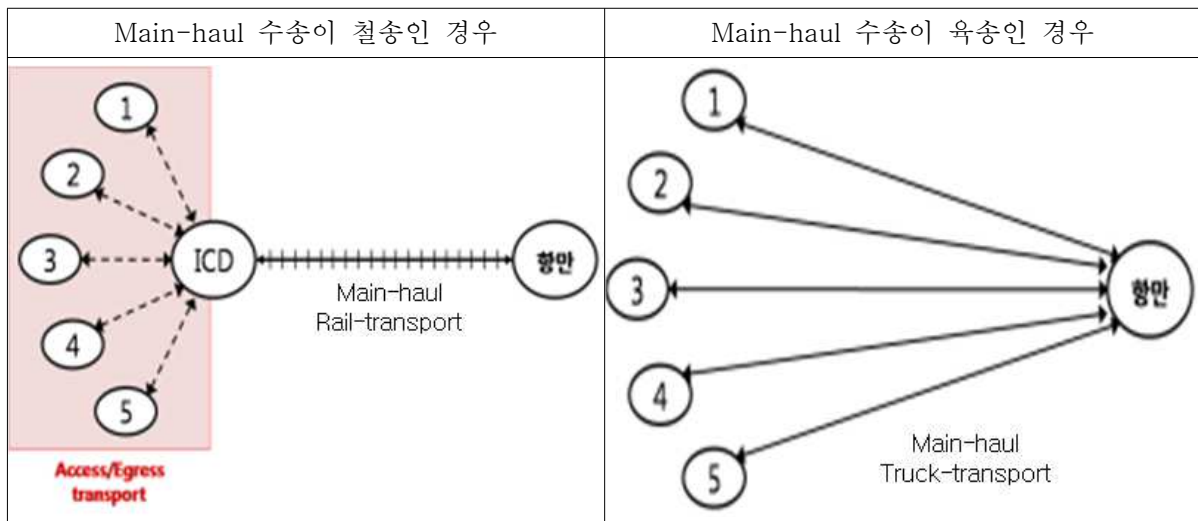 Main-haul 수송이 철송인 경우
Main-haul 수송이 육송인 경우
1
2
3
4
5
ICD
항만
Main-haul
Rail-transport
Access/Egress
transport
1
2
3
4
5
항만
Main-haul
Truck-transport